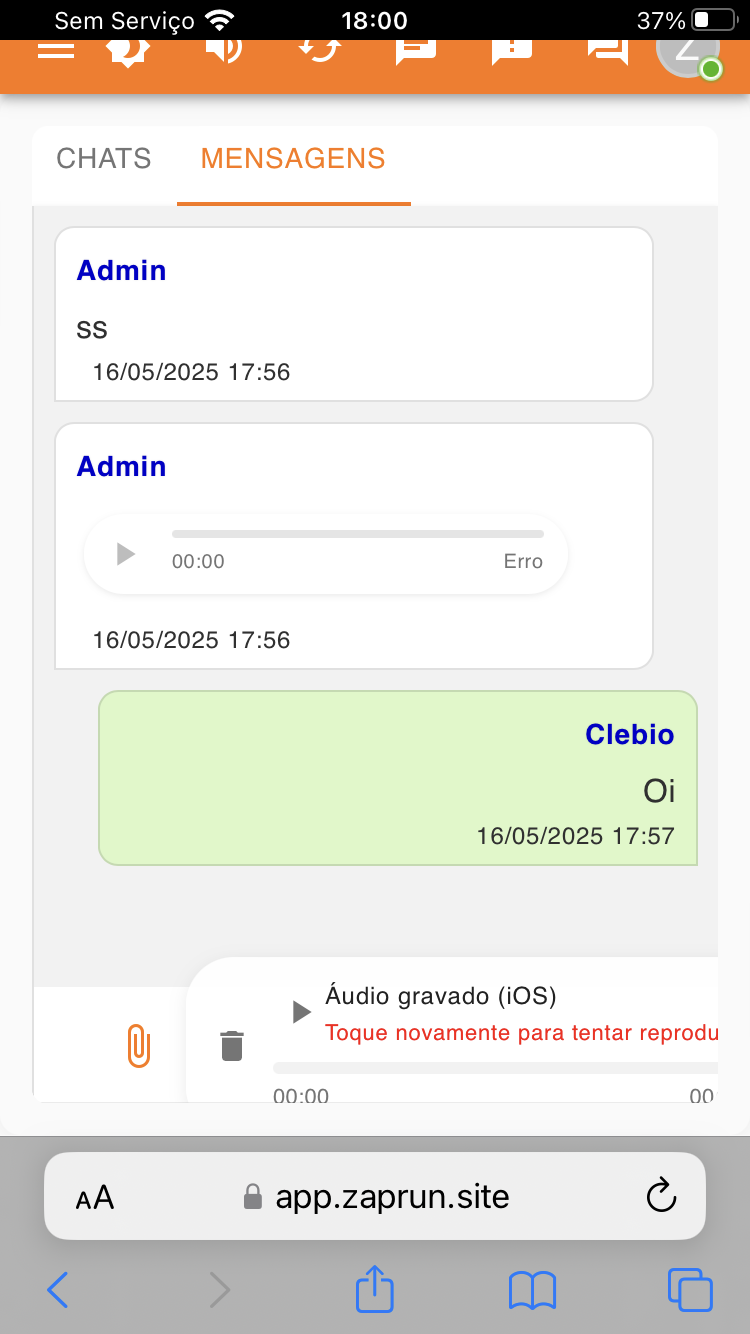 Sem Serviço 18:00 37%
Z
CHATS MENSAGENS
Admin
ss
16/05/2025 17:56
Admin
00:00 Erro
16/05/2025 17:56
Clebio
Oi
16/05/2025 17:57
Áudio gravado (iOS)
Toque novamente para tentar reprodu
00:00 00:
AA app.zaprun.site